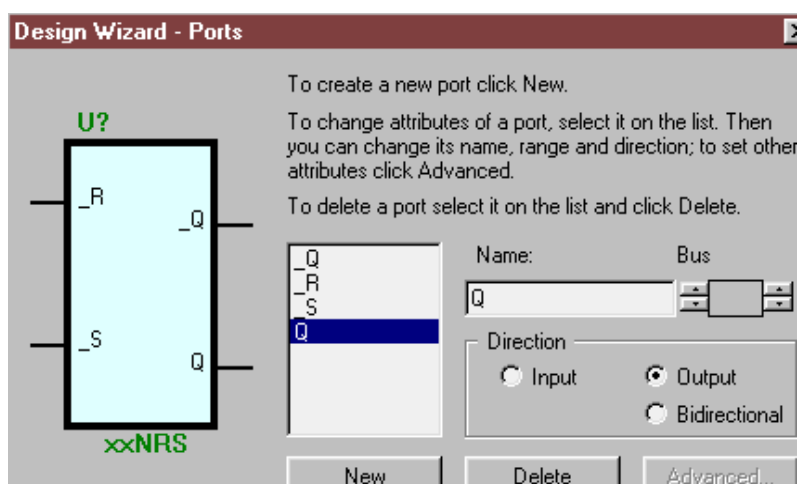 Design Wizard - Ports
To create a new port click New.
To change attributes of a port, select it on the list. Then
you can change its name, range and direction; to set other
attributes click Advanced.
To delete a port select it on the list and click Delete.
U?
_R
_Q
_S
Q
xxNRS
_Q
_R
_S
Q
Name:
Bus
Q
Direction
Input
Output
Bidirectional
New
Delete
Advanced...